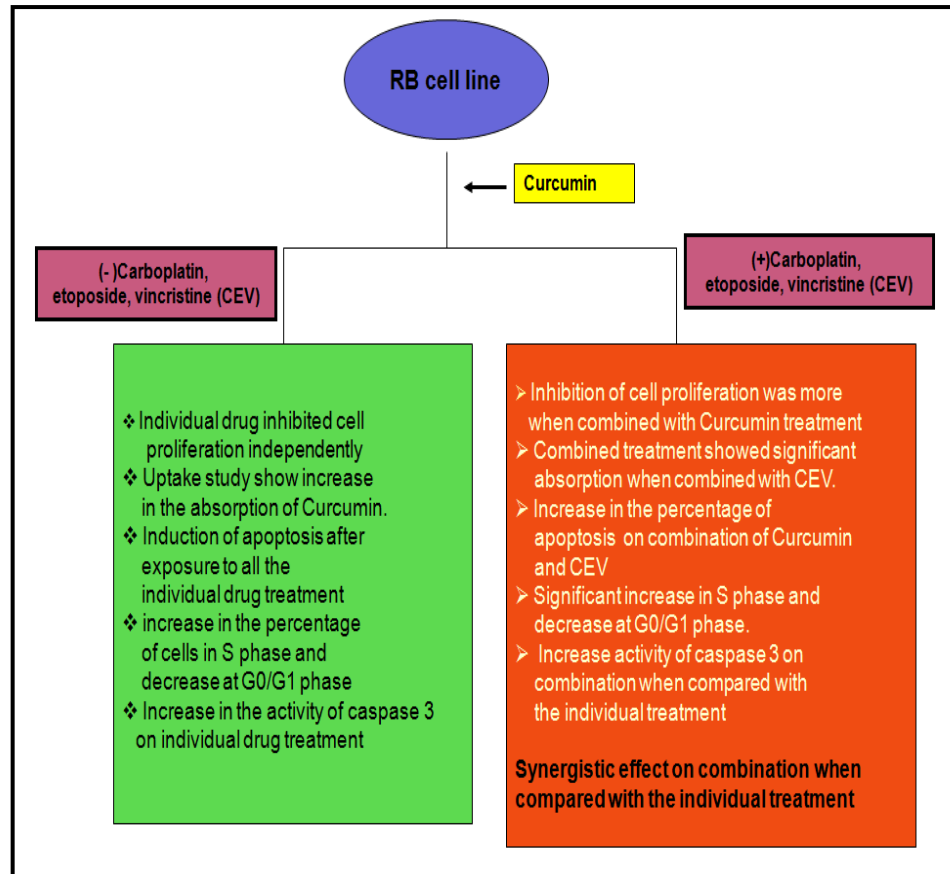 RB cell line
Curcumin
(-)Carboplatin,
etoposide, vincristine (CEV)
(+)Carboplatin,
etoposide, vincristine (CEV)
❖ Individual drug inhibited cell
proliferation independently
❖ Uptake study show increase
in the absorption of Curcumin.
❖ Induction of apoptosis after
exposure to all the
individual drug treatment
❖ increase in the percentage
of cells in S phase and
decrease at G0/G1 phase
❖ Increase in the activity of caspase 3
on individual drug treatment
➢ Inhibition of cell proliferation was more
when combined with Curcumin treatment
➢ Combined treatment showed significant
absorption when combined with CEV.
➢ Increase in the percentage of
apoptosis on combination of Curcumin
and CEV
➢ Significant increase in S phase and
decrease at G0/G1 phase.
➢ Increase activity of caspase 3 on
combination when compared with
the individual treatment
Synergistic effect on combination when
compared with the individual treatment